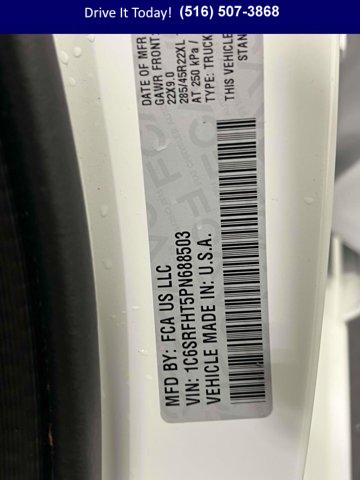 Drive It Today! (516) 507-3868
MFD BY: FCA US LLC
DATE OF MFR
GAWR FRONT
22X9.0
285/45R22XL
AT 250 kPa /
TYPE: TRUCK
THIS VEHICLE
STAN
VIN: 1C6SRFHT5PN688503
VEHICLE MADE IN: U.S.A.